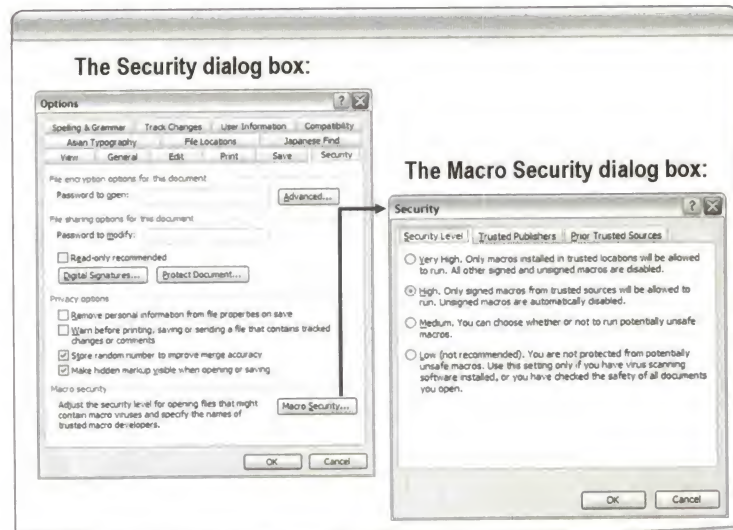 The Security dialog box:
Options
Spelling & Grammar Track Changes User Information Compatibility
Asian Typography File Locations Japanese Find
View General Edit Print Save Security
File encryption options for this document
Password to open:
Advanced...
File sharing options for this document
Password to modify:
Read-only recommended
Digital Signatures... Protect Document...
Privacy options
Remove personal information from file properties on save
Warn before printing, saving or sending a file that contains tracked
changes or comments
Store random number to improve merge accuracy
Make hidden markup visible when opening or saving
Macro security
Adjust the security level for opening files that might
contain macro viruses and specify the names of
trusted macro developers.
Macro Security...
OK Cancel
The Macro Security dialog box:
Security
Security Level Trusted Publishers Prior Trusted Sources
Very High. Only macros installed in trusted locations will be allowed
to run. All other signed and unsigned macros are disabled.
High. Only signed macros from trusted sources will be allowed to
run. Unsigned macros are automatically disabled.
Medium. You can choose whether or not to run potentially unsafe
macros.
Low (not recommended). You are not protected from potentially
unsafe macros. Use this setting only if you have virus scanning
software installed, or you have checked the safety of all documents
you open.
OK Cancel